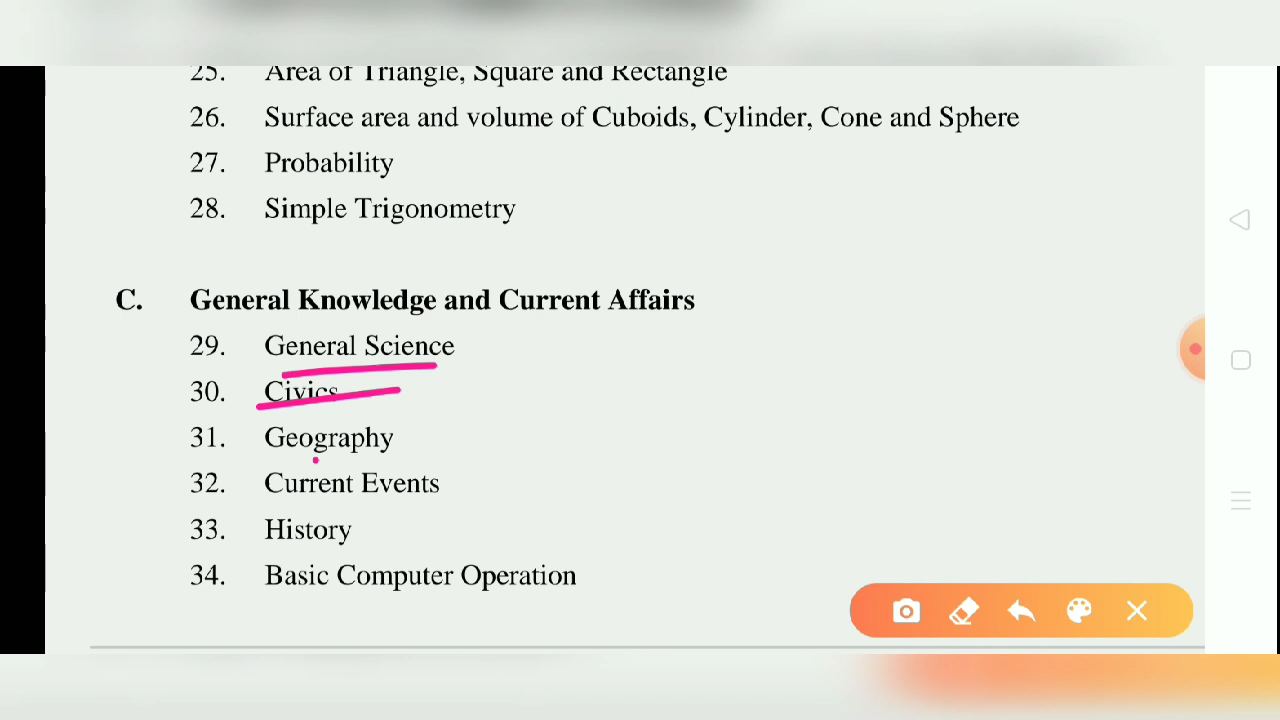 25. Area of Triangle, Square and Rectangle
26. Surface area and volume of Cuboids, Cylinder, Cone and Sphere
27. Probability
28. Simple Trigonometry
C. General Knowledge and Current Affairs
29. General Science
30. Civics
31. Geography
32. Current Events
33. History
34. Basic Computer Operation